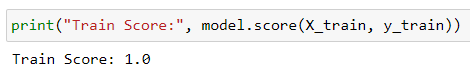 print("Train Score:", model.score(X_train, y_train))
Train Score: 1.0